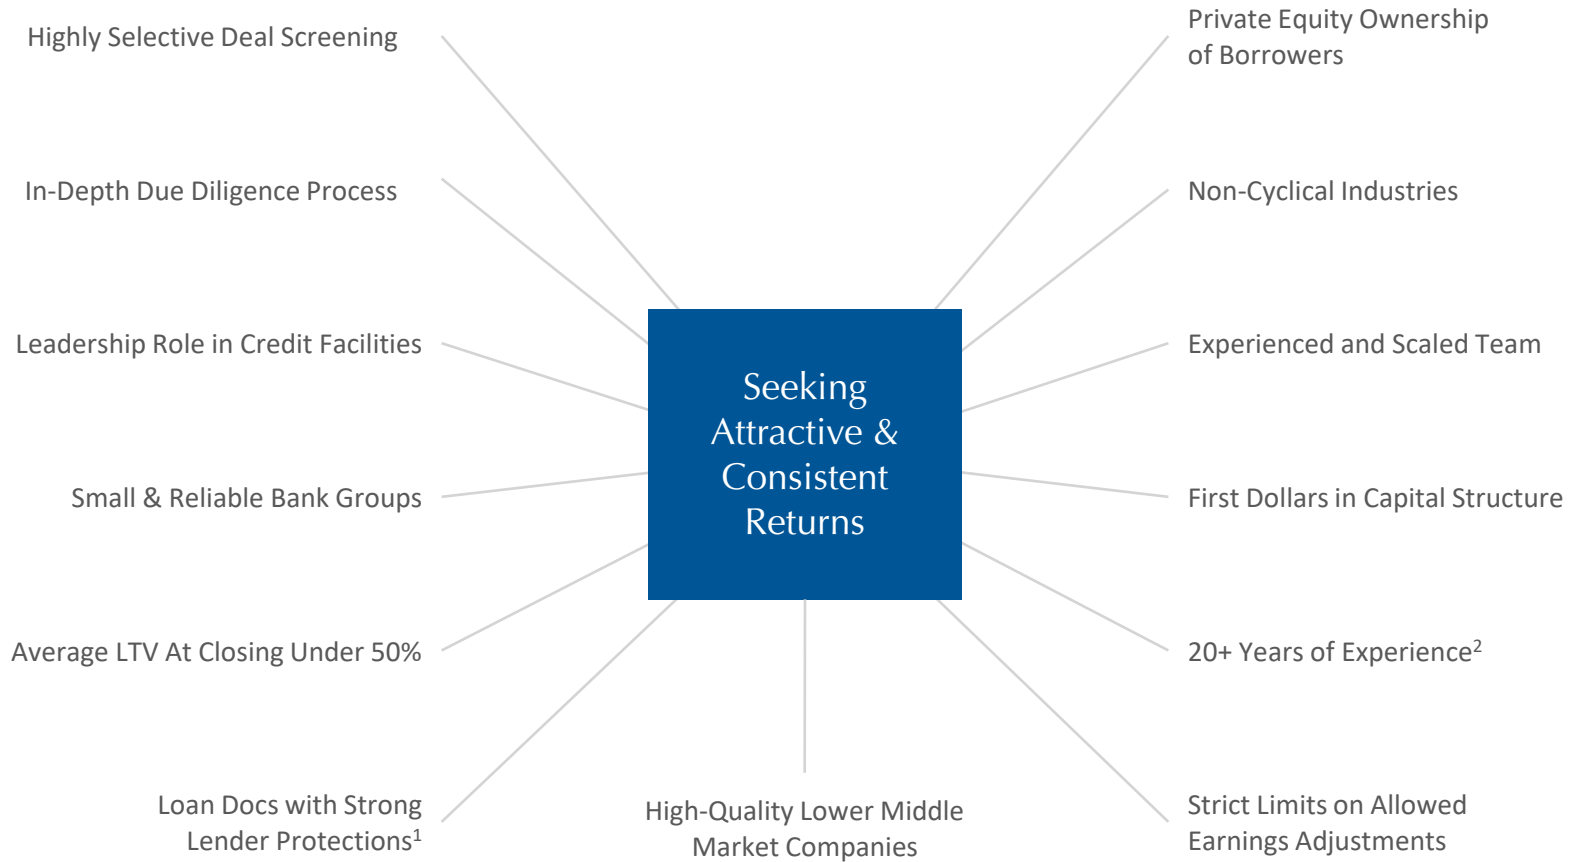 Highly Selective Deal Screening
In-Depth Due Diligence Process
Leadership Role in Credit Facilities
Small & Reliable Bank Groups
Average LTV At Closing Under 50%
Loan Docs with Strong
Lender Protections¹
Seeking
Attractive &
Consistent
Returns
High-Quality Lower Middle
Market Companies
Private Equity Ownership
of Borrowers
Non-Cyclical Industries
Experienced and Scaled Team
First Dollars in Capital Structure
20+ Years of Experience²
Strict Limits on Allowed
Earnings Adjustments